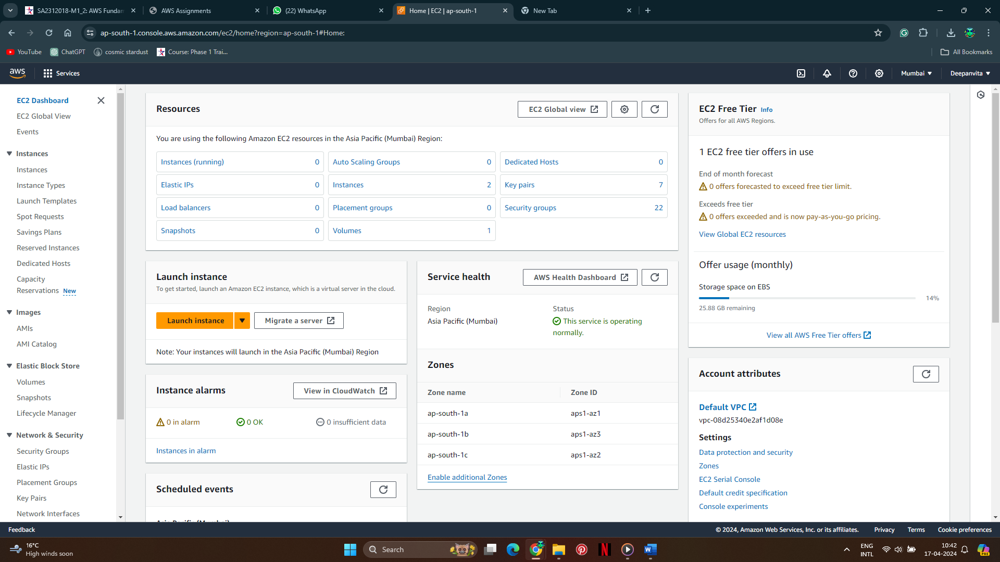 SA2312018-M1_2: AWS Fundam
AWS Assignments
(22) WhatsApp
Home | EC2 | ap-south-1
New Tab
ap-south-1.console.aws.amazon.com/ec2/home?region=ap-south-1#Home:
YouTube
ChatGPT
cosmic stardust
Course: Phase 1 Trai...
All Bookmarks
aws
Services
Mumbai
Deepanvita
EC2 Dashboard
EC2 Global View
Events
Instances
Instances
Instance Types
Launch Templates
Spot Requests
Savings Plans
Reserved Instances
Dedicated Hosts
Capacity
Reservations New
Images
AMIs
AMI Catalog
Elastic Block Store
Volumes
Snapshots
Lifecycle Manager
Network & Security
Security Groups
Elastic IPs
Placement Groups
Key Pairs
Network Interfaces
Resources
EC2 Global view
You are using the following Amazon EC2 resources in the Asia Pacific (Mumbai) Region:
Instances (running) 0
Auto Scaling Groups 0
Dedicated Hosts 0
Elastic IPs 0
Instances 2
Key pairs 7
Load balancers 0
Placement groups 0
Security groups 22
Snapshots 0
Volumes 1
Launch instance
To get started, launch an Amazon EC2 instance, which is a virtual server in the cloud.
Launch instance
Migrate a server
Note: Your instances will launch in the Asia Pacific (Mumbai) Region
Instance alarms
View in CloudWatch
0 in alarm
0 OK
0 insufficient data
Instances in alarm
Scheduled events
Asia Pacific (Mumbai)
Service health
AWS Health Dashboard
Region
Asia Pacific (Mumbai)
Status
This service is operating
normally.
Zones
Zone name Zone ID
ap-south-1a aps1-az1
ap-south-1b aps1-az3
ap-south-1c aps1-az2
Enable additional Zones
EC2 Free Tier Info
Offers for all AWS Regions.
1 EC2 free tier offers in use
End of month forecast
0 offers forecasted to exceed free tier limit.
Exceeds free tier
0 offers exceeded and is now pay-as-you-go pricing.
View Global EC2 resources
Offer usage (monthly)
Storage space on EBS
14%
25.88 GB remaining
View all AWS Free Tier offers
Account attributes
Default VPC
vpc-08d25340e2af1d08e
Settings
Data protection and security
Zones
EC2 Serial Console
Default credit specification
Console experiments
Feedback
© 2024, Amazon Web Services, Inc. or its affiliates.
Privacy
Terms
Cookie preferences
16°C
High winds soon
Search
ENG
INTL
10:42
17-04-2024